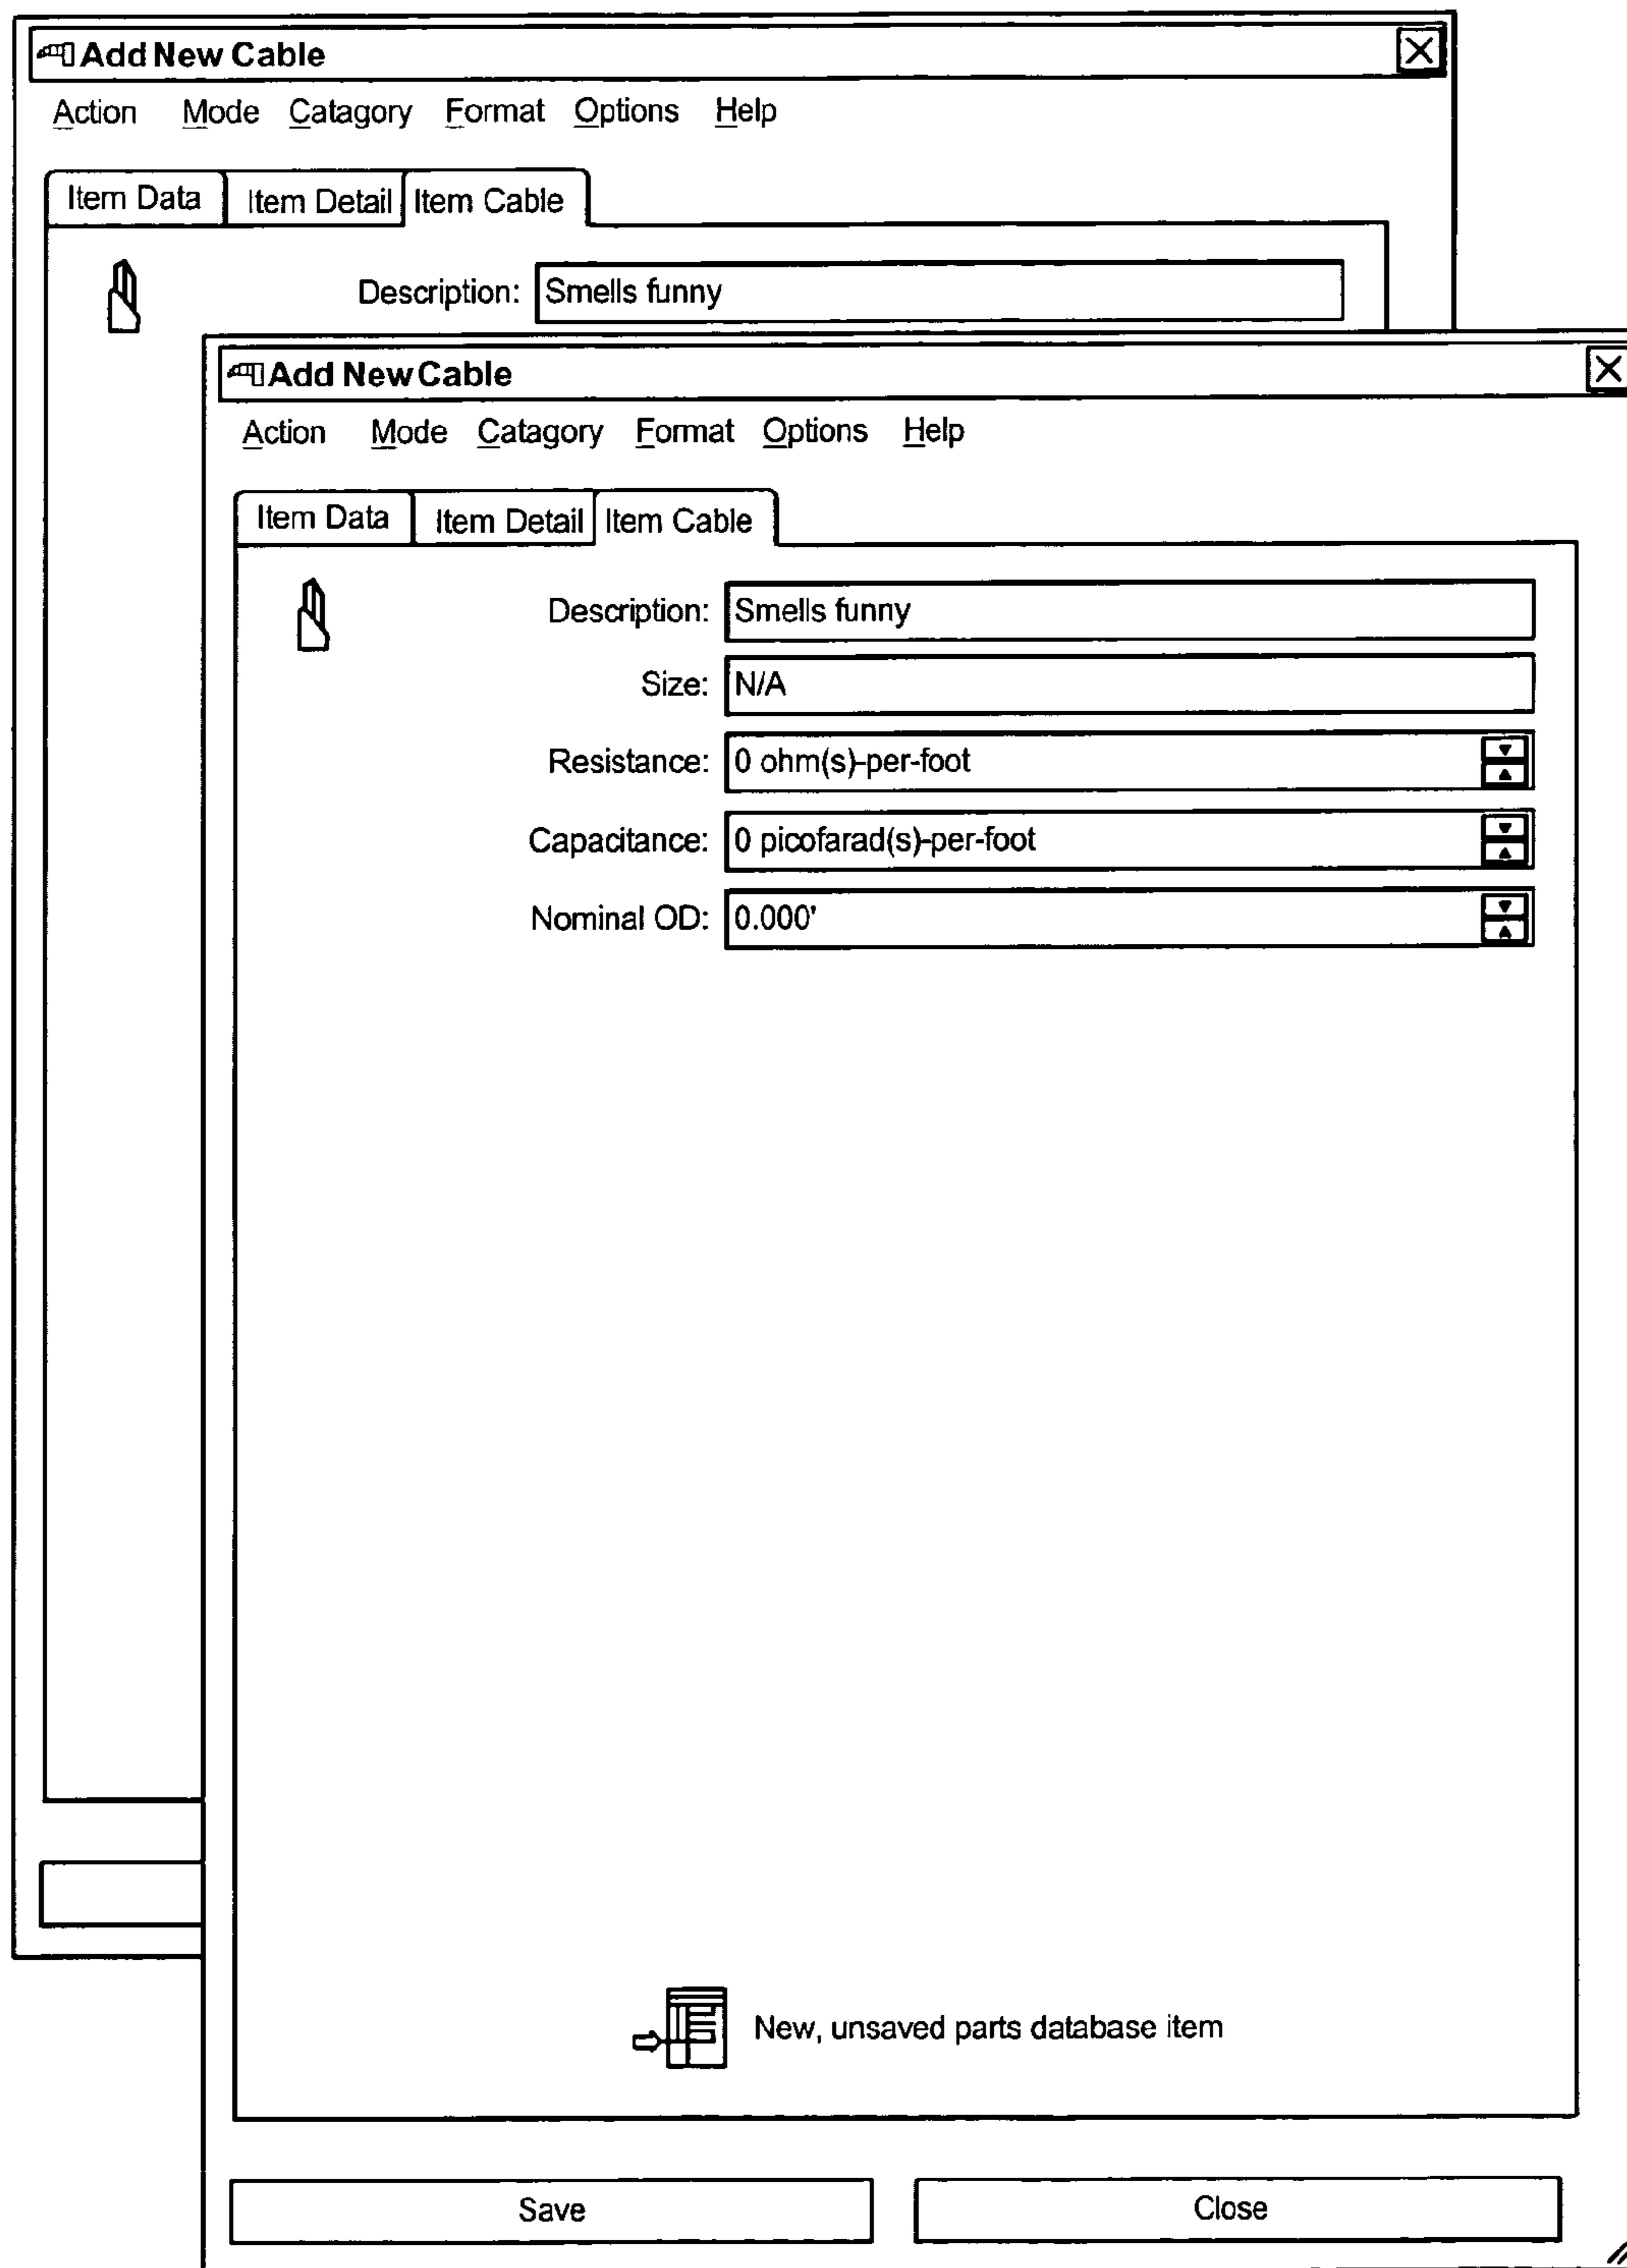 Add New Cable
Action Mode Catagory Format Options Help
Item Data Item Detail Item Cable
Description: Smells funny
Add New Cable
Action Mode Catagory Format Options Help
Item Data Item Detail Item Cable
Description: Smells funny
Size: N/A
Resistance: 0 ohm(s)-per-foot
Capacitance: 0 picofarad(s)-per-foot
Nominal OD: 0.000'
New, unsaved parts database item
Save Close